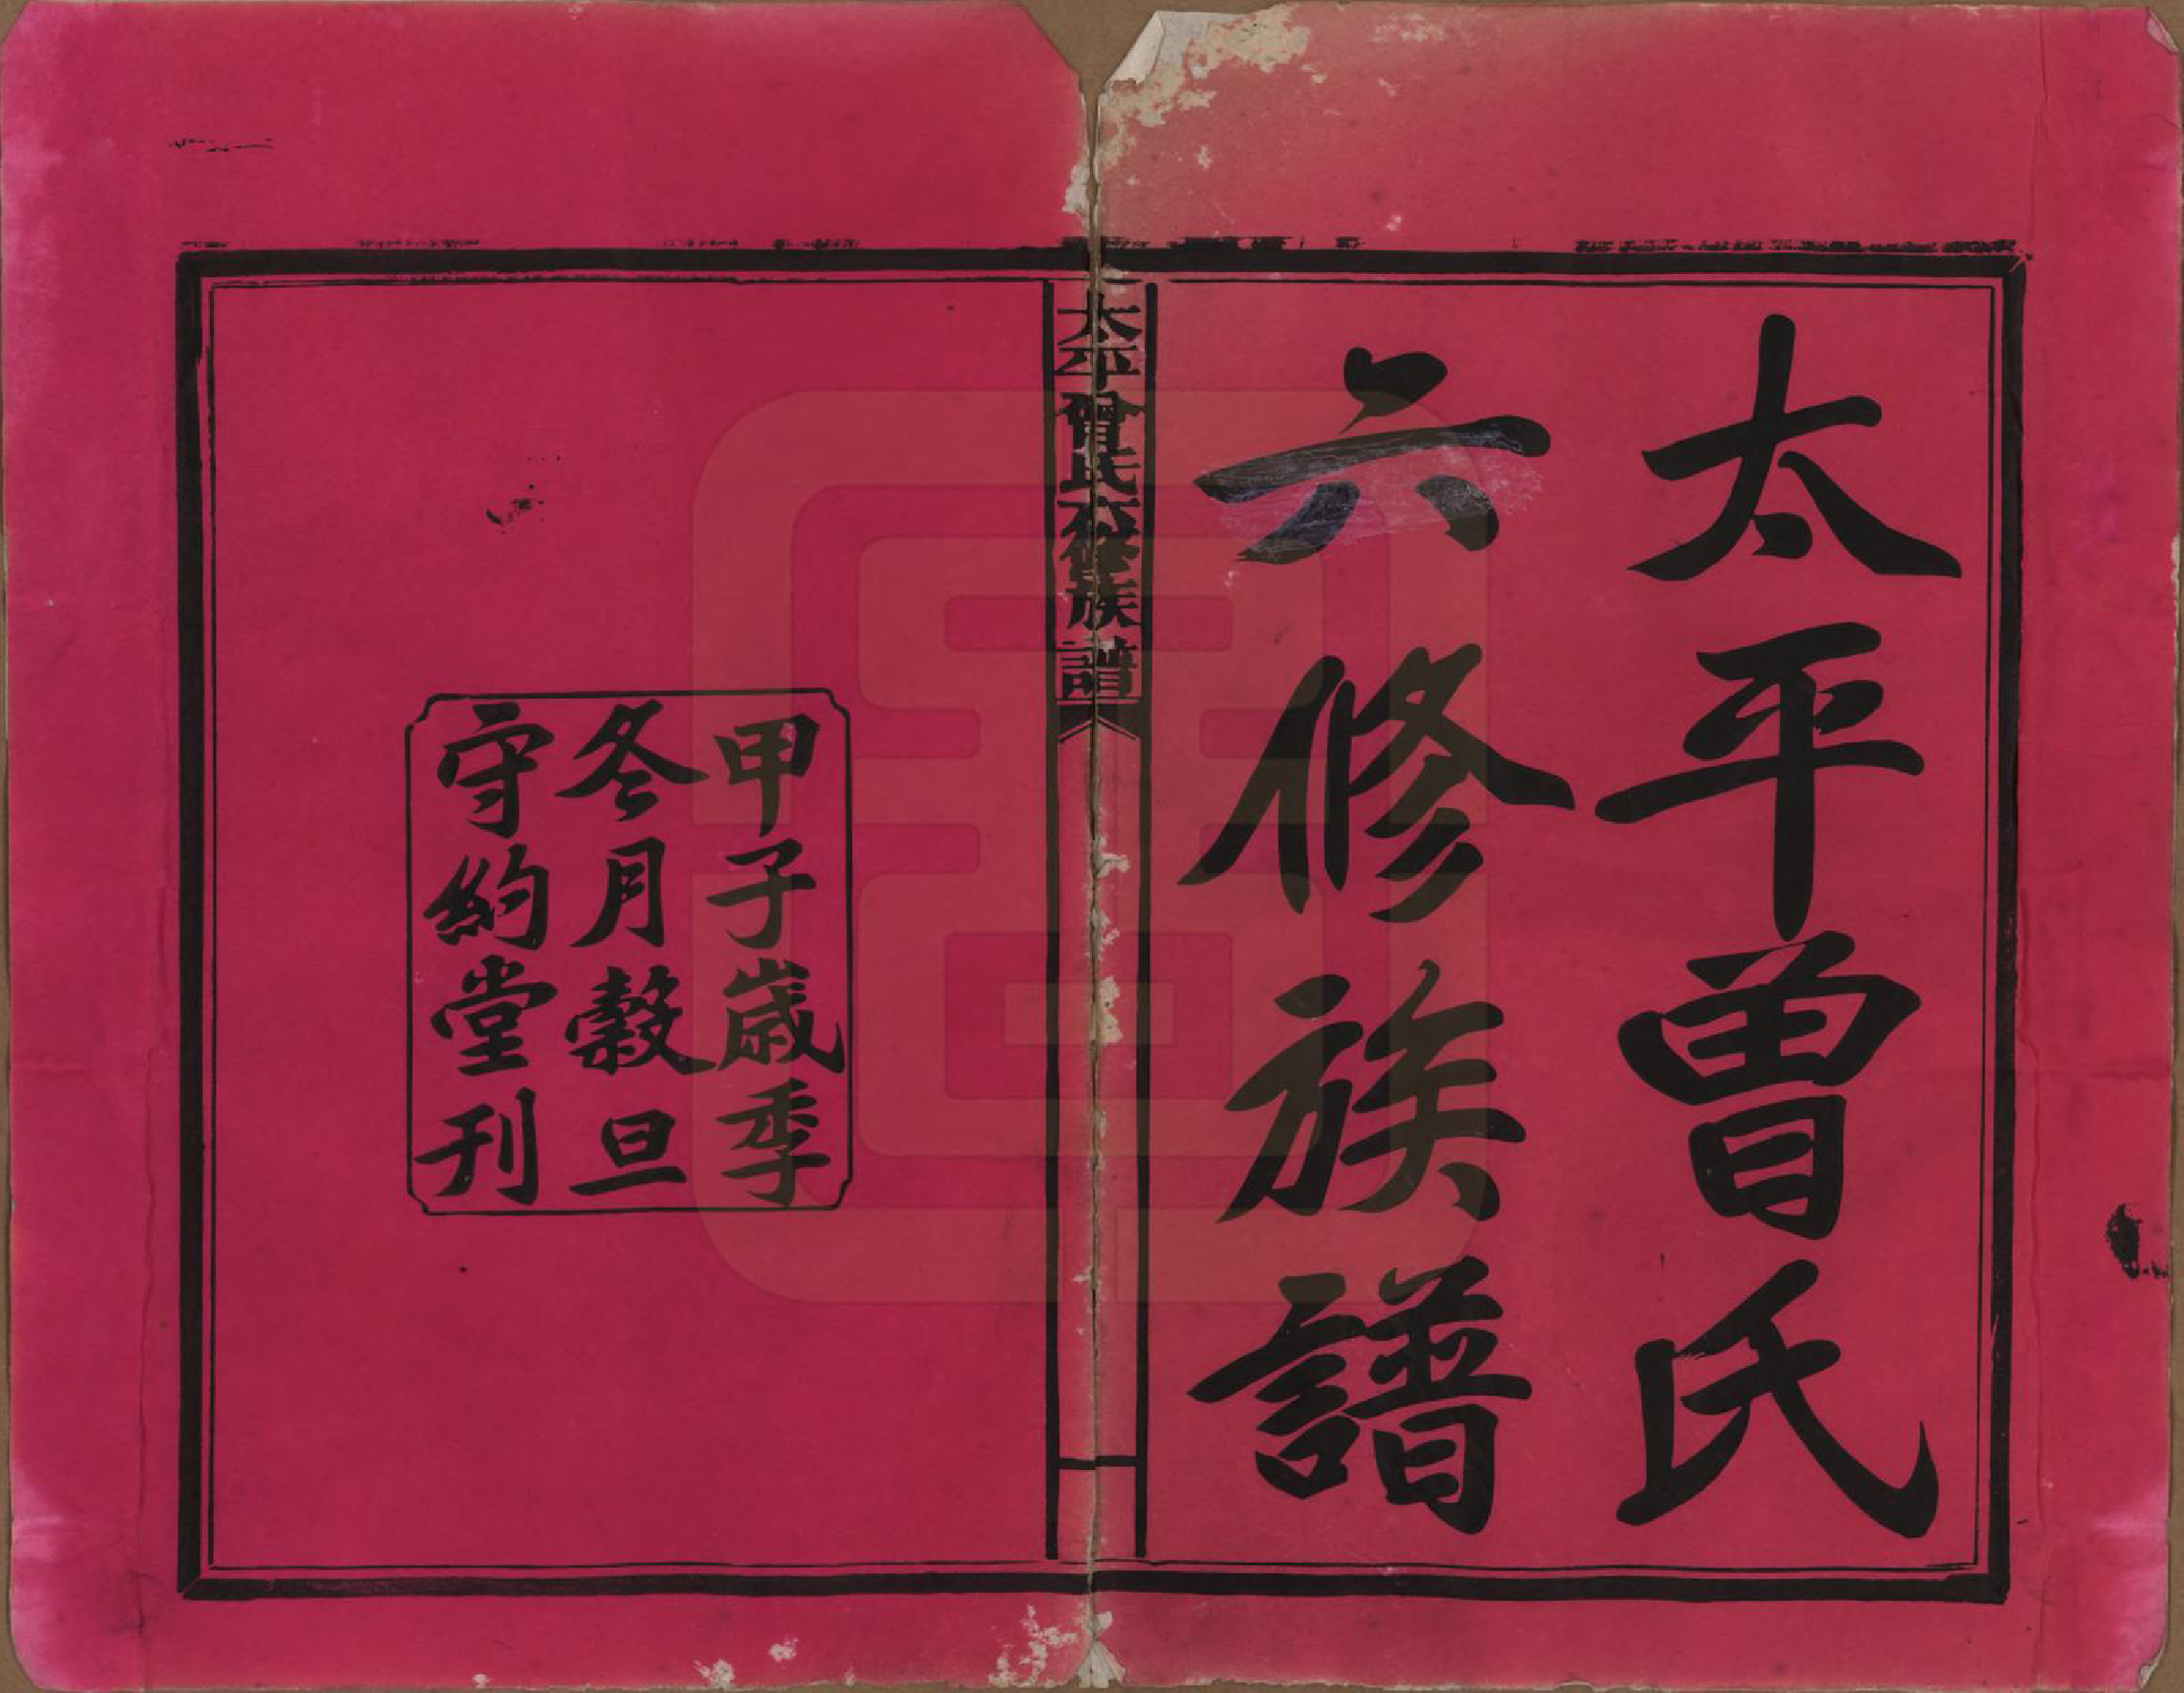 太平曾氏
六修族譜
太平曾氏六修族譜
甲子歲季
冬月穀旦
守約堂刊